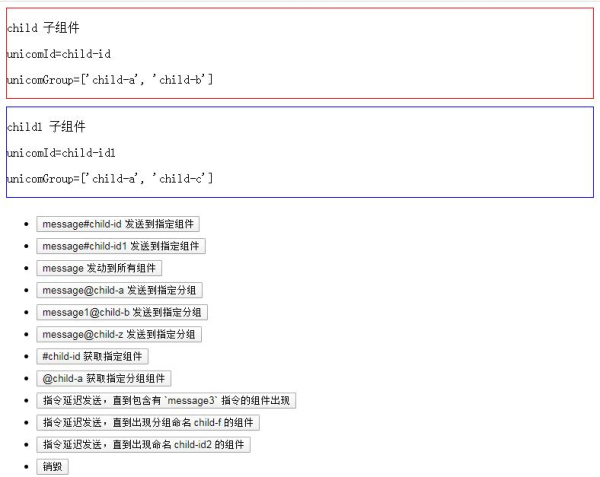 child 子组件
unicomId=child-id
unicomGroup=['child-a', 'child-b']
child1 子组件
unicomId=child-id1
unicomGroup=['child-a', 'child-c']
message#child-id 发送到指定组件
message#child-id1 发送到指定组件
message 发动到所有组件
message@child-a 发送到指定分组
message1@child-b 发送到指定分组
message@child-z 发送到指定分组
#child-id 获取指定组件
@child-a 获取指定分组组件
指令延迟发送，直到包含有 `message3` 指令的组件出现
指令延迟发送，直到出现分组命名 child-f 的组件
指令延迟发送，直到出现命名 child-id2 的组件
销毁